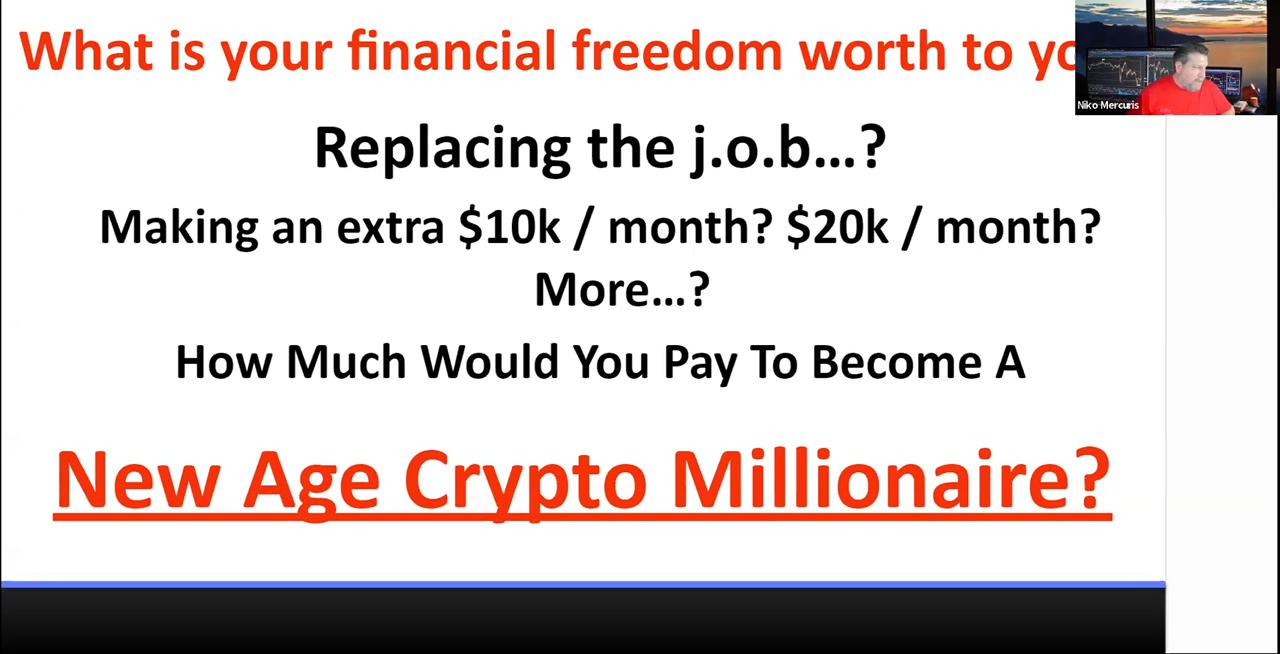 What is your financial freedom worth to yo
Niko Mercuris
Replacing the j.o.b...?
Making an extra $10k / month? $20k / month?
More...?
How Much Would You Pay To Become A
New Age Crypto Millionaire?